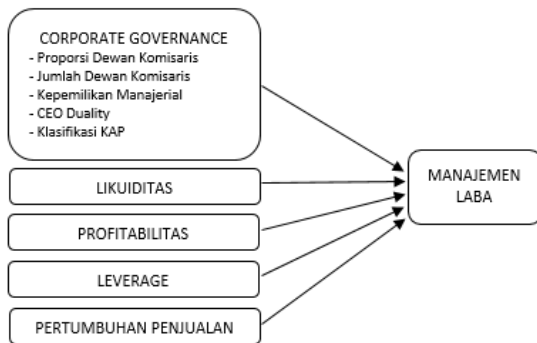 CORPORATE GOVERNANCE
- Proporsi Dewan Komisaris
- Jumlah Dewan Komisaris
- Kepemilikan Manajerial
- CEO Duality
- Klasifikasi KAP
LIKUIDITAS
PROFITABILITAS
LEVERAGE
PERTUMBUHAN PENJUALAN
MANAJEMEN
LABA